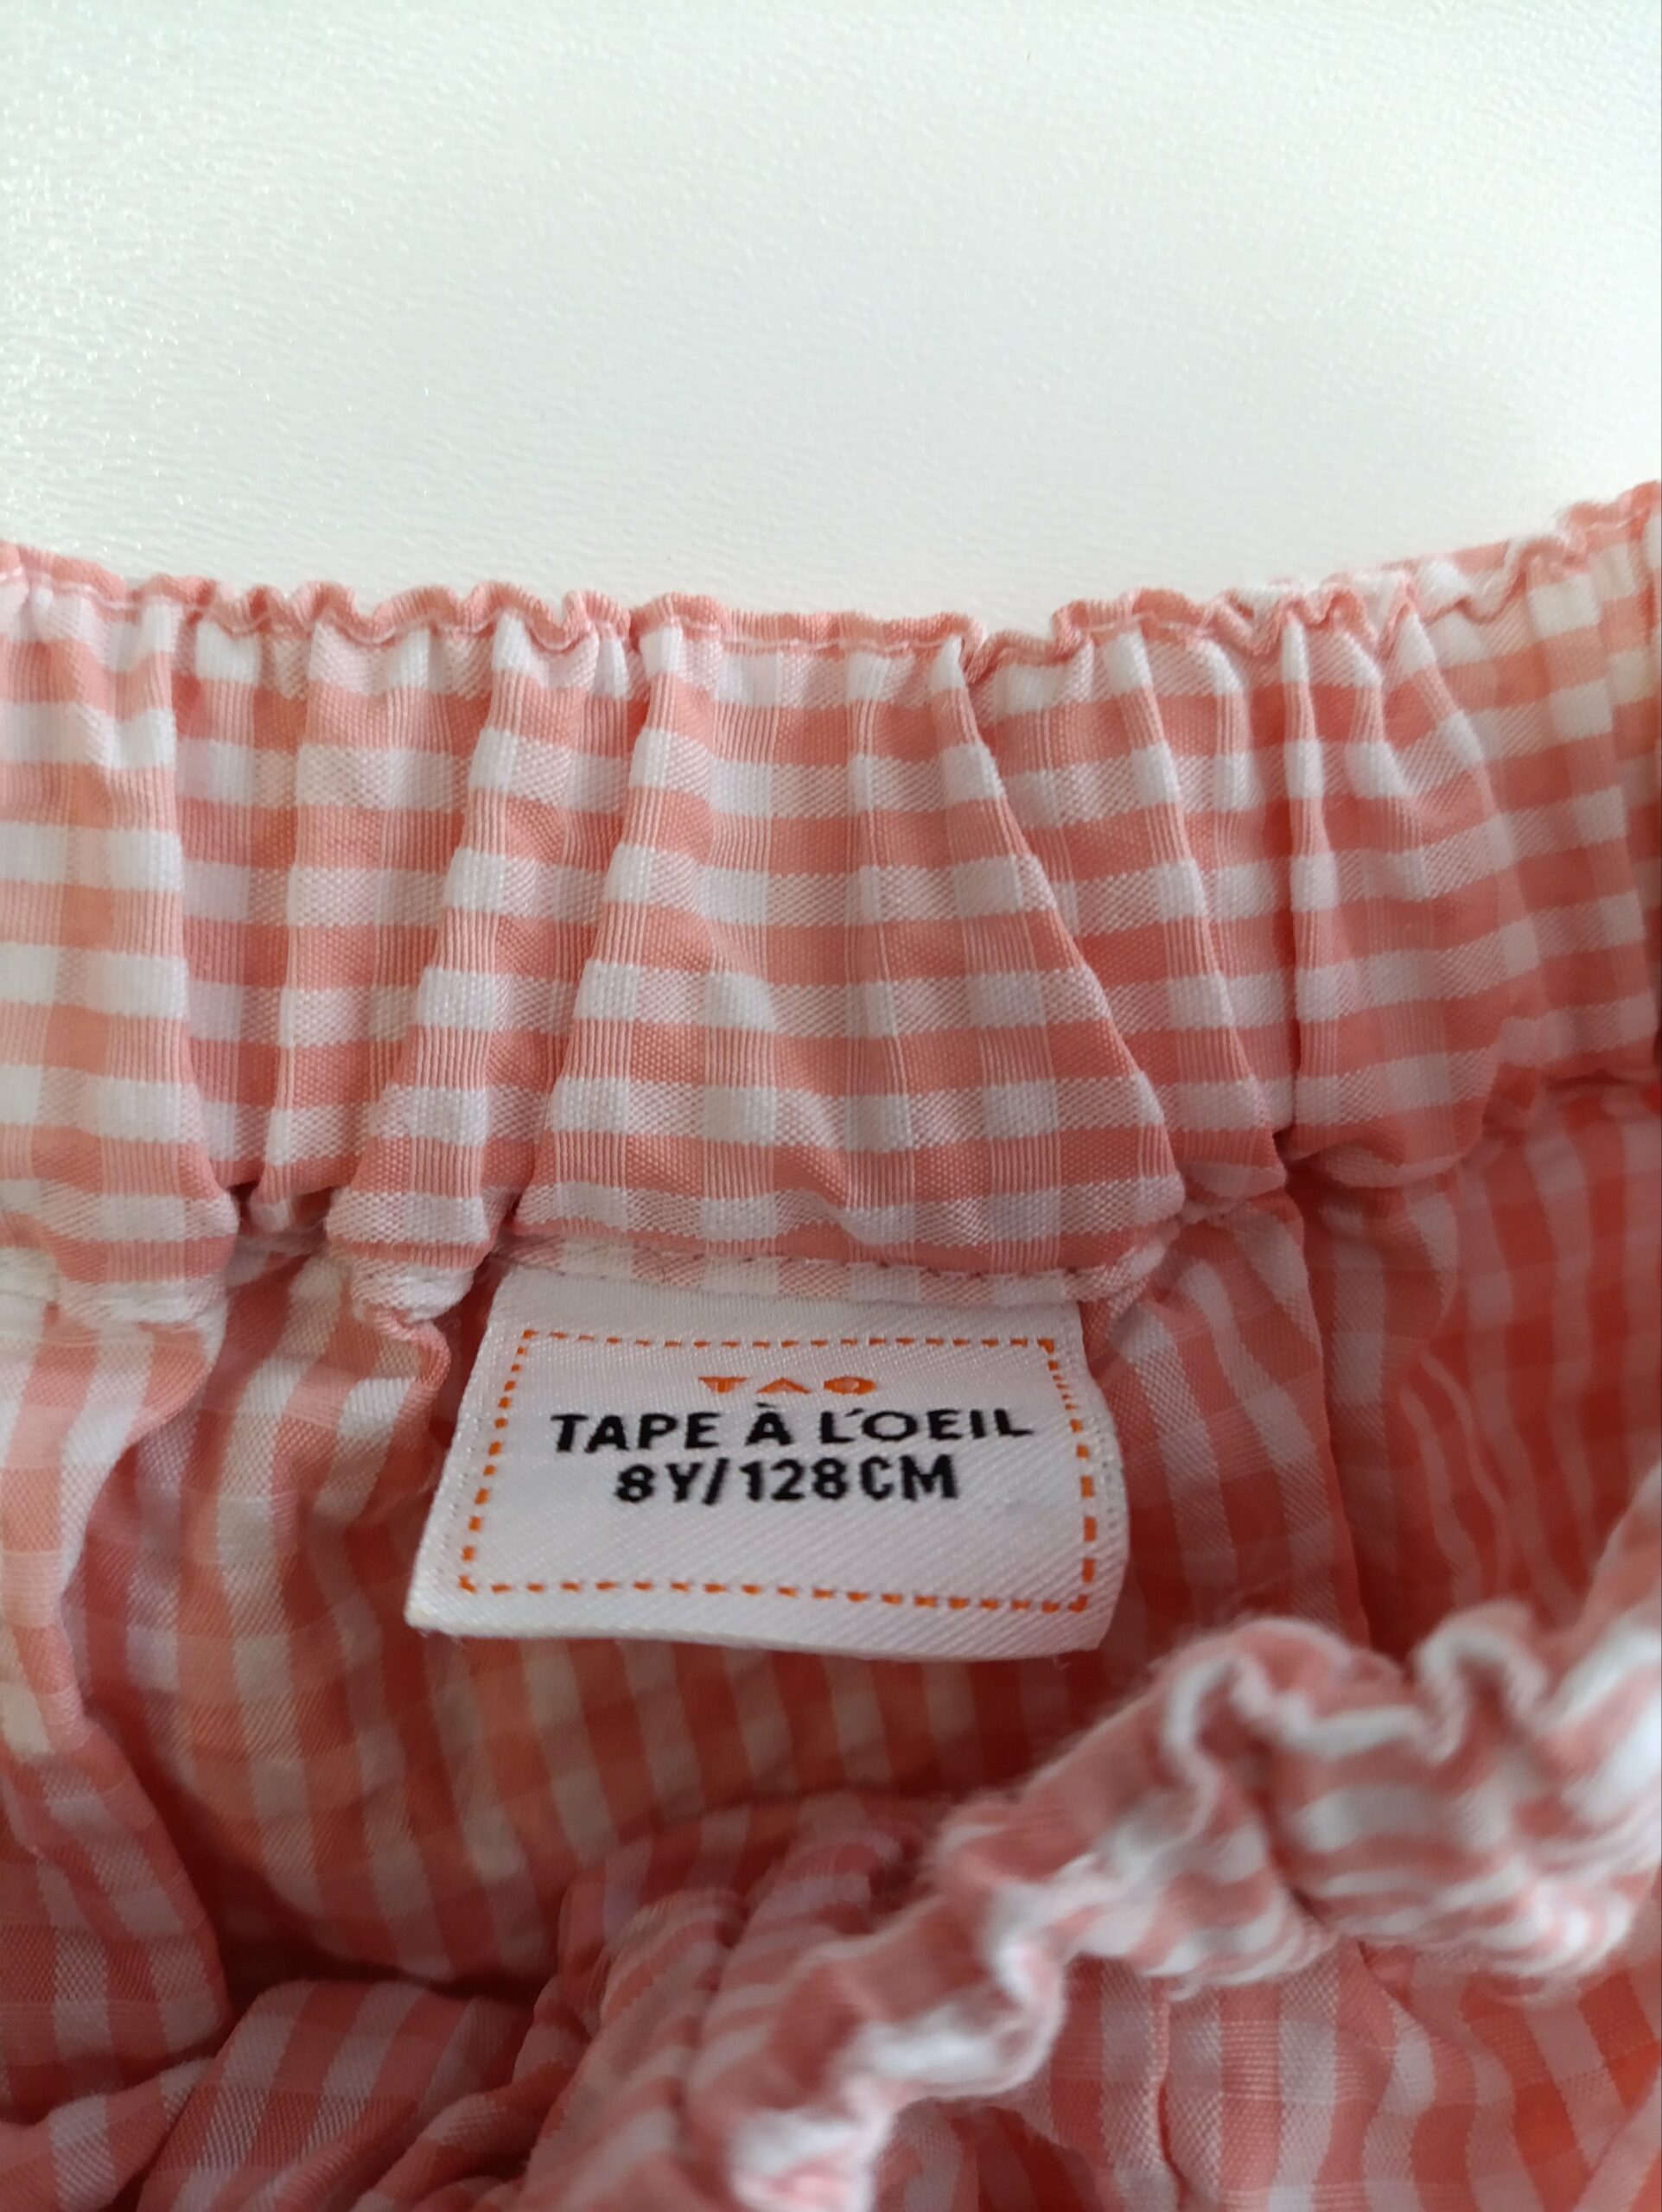 TAO
TAPE À L'OEIL
8Y/128CM